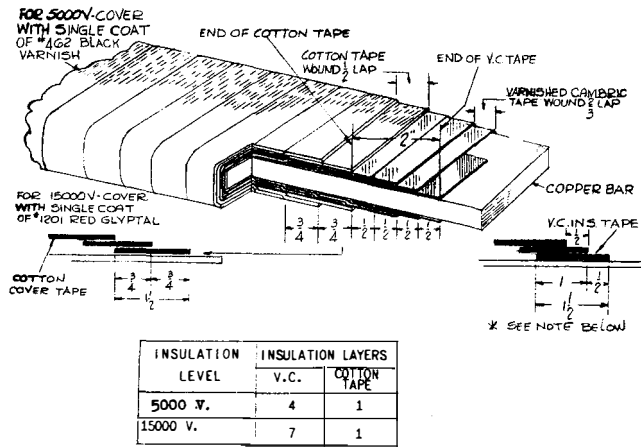 FOR 5000V-COVER
WITH SINGLE COAT
OF #462 BLACK
VARNISH
END OF COTTON TAPE
COTTON TAPE
WOUND 1/2 LAP
END OF V.C. TAPE
VARNISHED CAMBRIC
TAPE WOUND 2/3 LAP
2
COPPER BAR
FOR 15000V-COVER
WITH SINGLE COAT
OF #1201 RED GLYPTAL
3/4 3/4 1/2 1/2 1/2 1/2
V.C. INS. TAPE
1/2
COTTON
COVER TAPE
3/4 3/4
1 1/2
1 1/2
1 1/2
* SEE NOTE BELOW
INSULATION LEVEL INSULATION LAYERS
V.C. COTTON TAPE
5000 V. 4 1
15000 V. 7 1